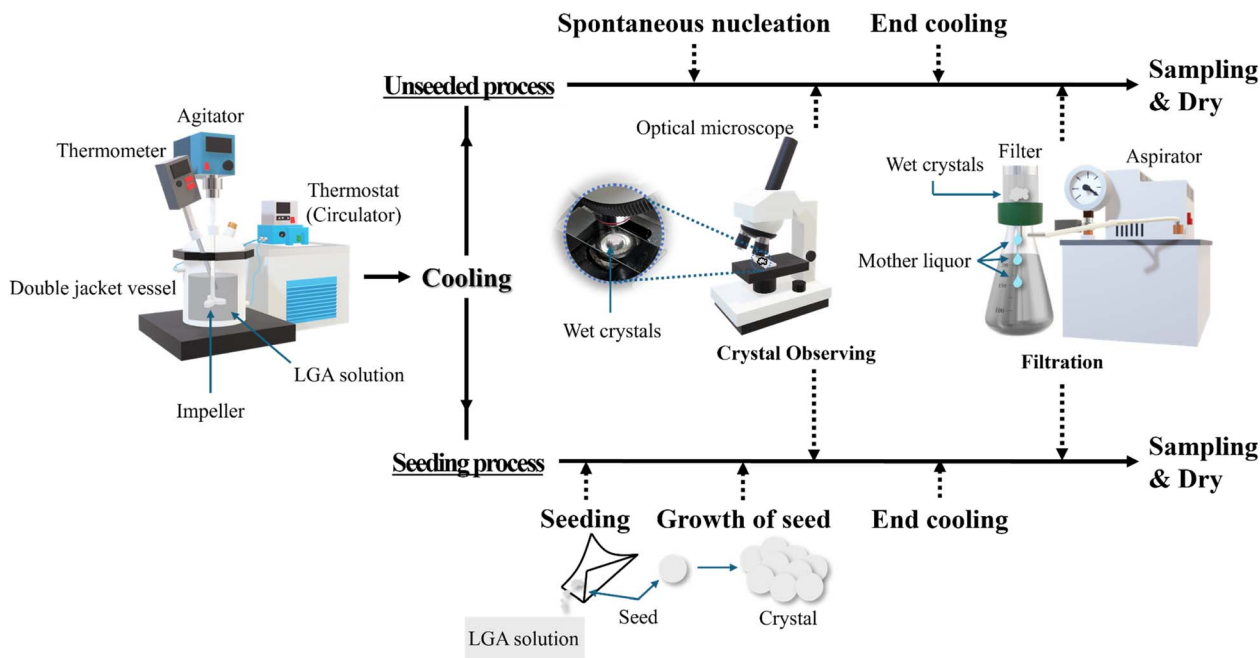 Spontaneous nucleation
End cooling
Unseeded process
Sampling
& Dry
Agitator
Thermometer
Thermostat
(Circulator)
Double jacket vessel
LGA solution
Impeller
Cooling
Optical microscope
Wet crystals
Crystal Observing
Filter
Wet crystals
Aspirator
Mother liquor
Filtration
Seeding process
Sampling
& Dry
Seeding
Growth of seed
End cooling
Seed
Crystal
LGA solution